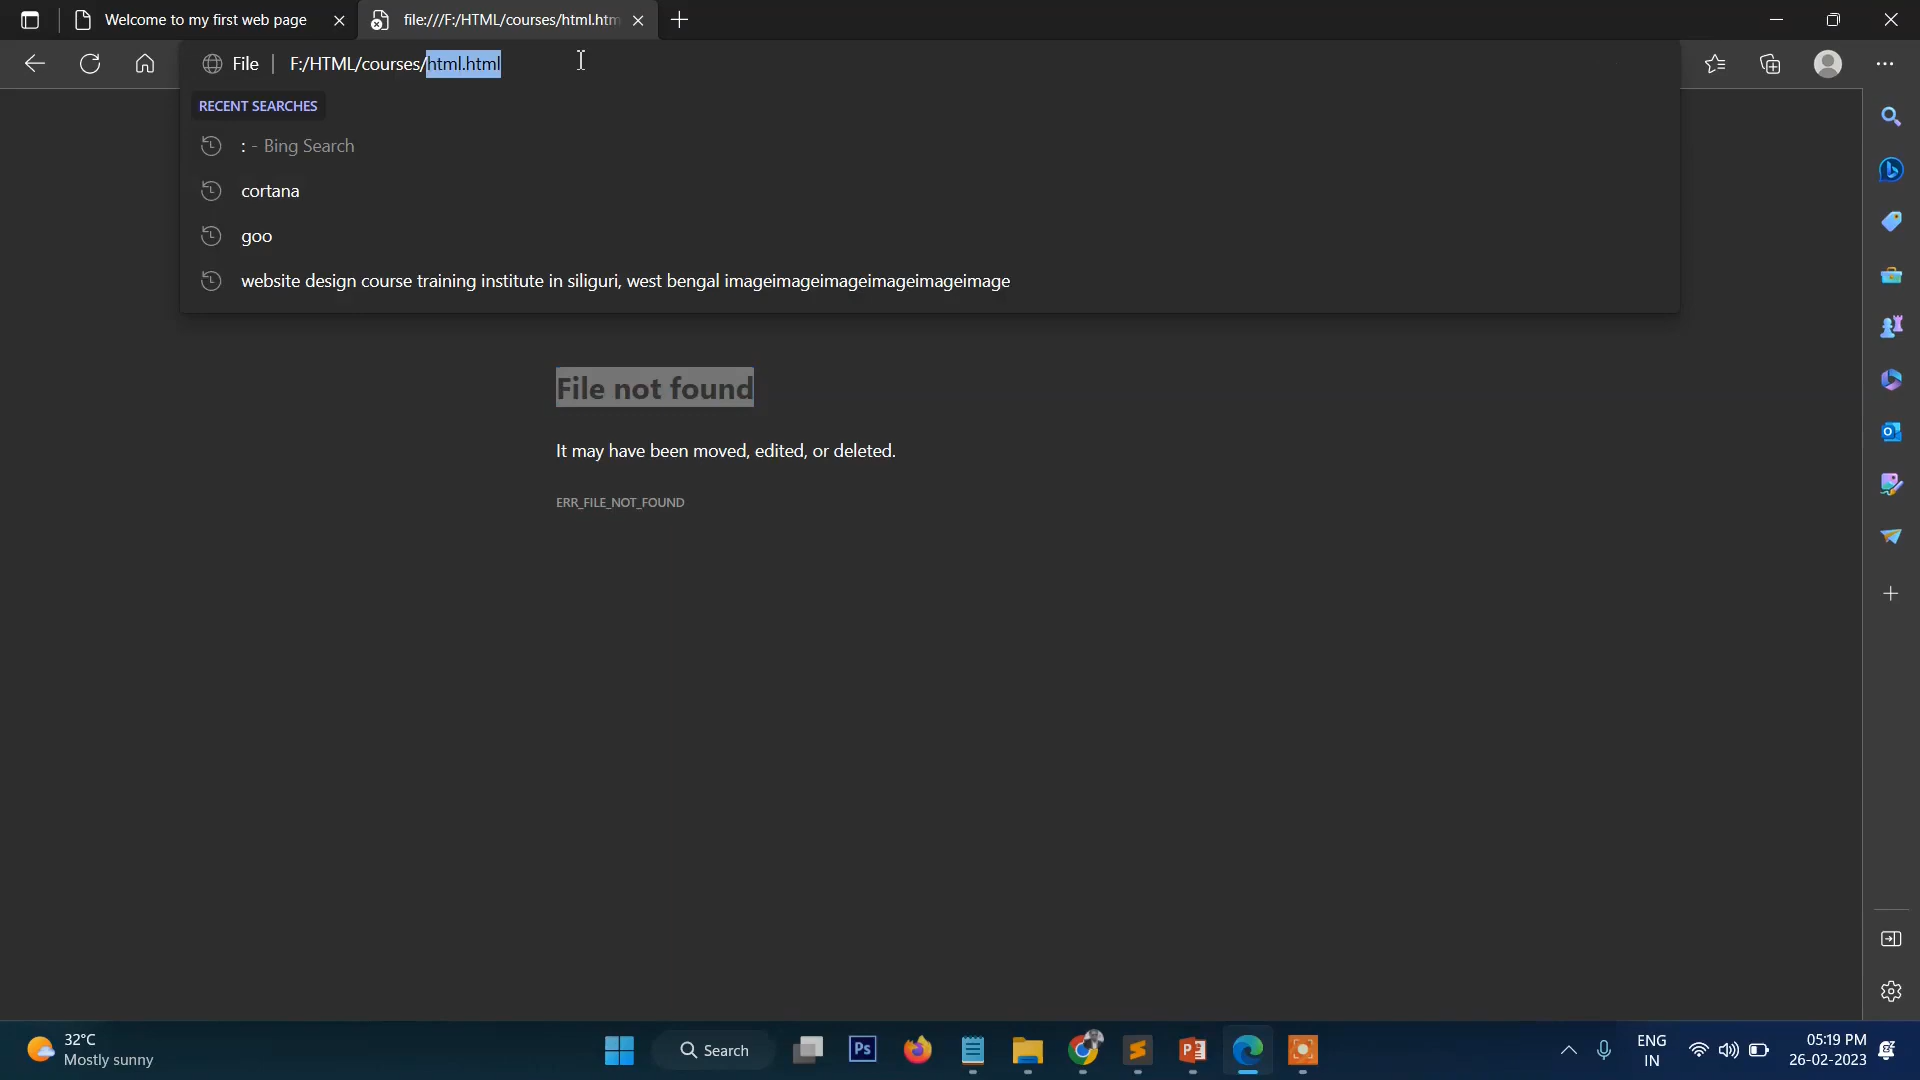 Welcome to my first web page
file:///F:/HTML/courses/html.htm
File | F:/HTML/courses/html.html
RECENT SEARCHES
: - Bing Search
cortana
goo
website design course training institute in siliguri, west bengal imageimageimageimageimageimage
File not found
It may have been moved, edited, or deleted.
ERR_FILE_NOT_FOUND
32°C
Mostly sunny
Search
Ps
ENG
IN
05:19 PM
26-02-2023